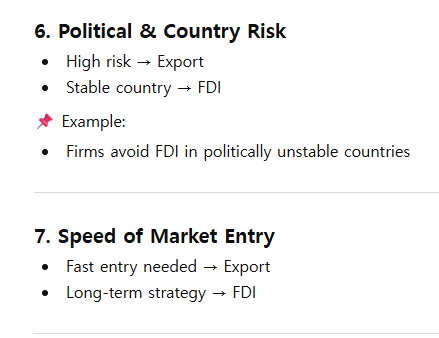 6. Political & Country Risk
• High risk → Export
• Stable country → FDI
📌 Example:
• Firms avoid FDI in politically unstable countries
7. Speed of Market Entry
• Fast entry needed → Export
• Long-term strategy → FDI